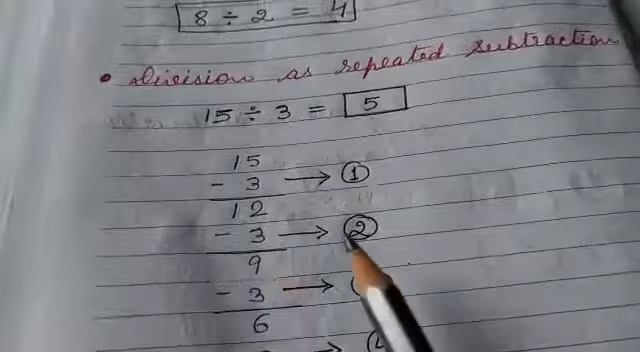 8 ÷ 2 = 4
• Division as repeated subtraction
15 ÷ 3 = 5
15
- 3 → 1
12
- 3 → 2
9
- 3 →
6